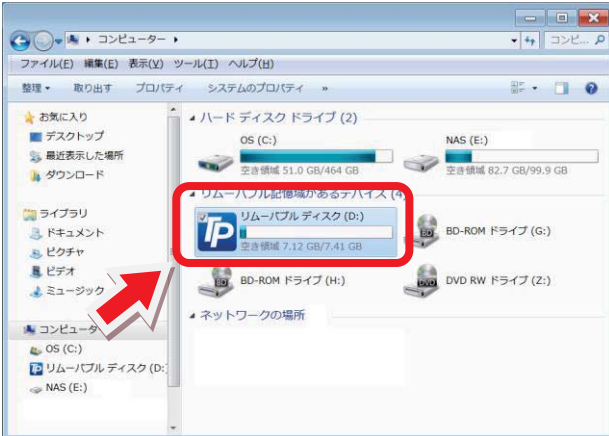 コンピューター
コンピ...
ファイル(F) 編集(E) 表示(V) ツール(T) ヘルプ(H)
整理 取り出す プロパティ システムのプロパティ »
お気に入り
デスクトップ
最近表示した場所
ダウンロード
ライブラリ
ドキュメント
ピクチャ
ビデオ
ミュージック
コンピュータ
OS (C:)
リムーバブル ディスク (D:)
NAS (E:)
ハード ディスク ドライブ (2)
OS (C:)
空き領域 51.0 GB/464 GB
NAS (E:)
空き領域 82.7 GB/99.9 GB
リムーバブル記憶域があるデバイス (4)
TP
リムーバブル ディスク (D:)
空き領域 7.12 GB/7.41 GB
BD
BD-ROM ドライブ (G:)
BD
BD-ROM ドライブ (H:)
DVD
DVD RW ドライブ (Z:)
ネットワークの場所